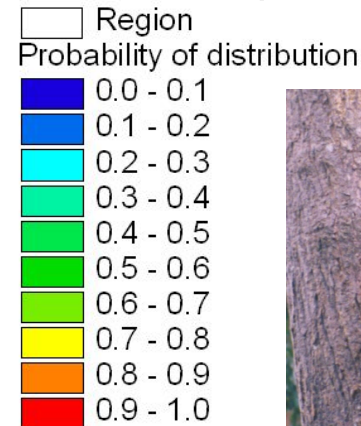 Region
Probability of distribution
0.0 - 0.1
0.1 - 0.2
0.2 - 0.3
0.3 - 0.4
0.4 - 0.5
0.5 - 0.6
0.6 - 0.7
0.7 - 0.8
0.8 - 0.9
0.9 - 1.0